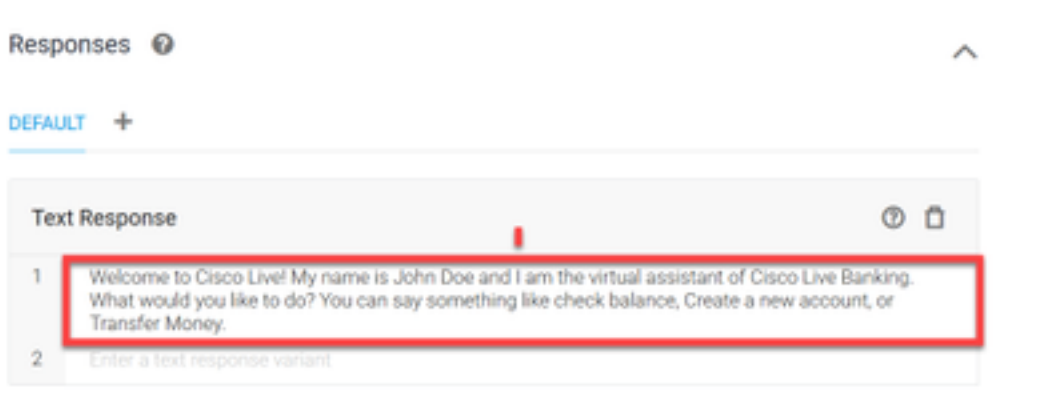 Responses
DEFAULT +
Text Response
1 Welcome to Cisco Live! My name is John Doe and I am the virtual assistant of Cisco Live Banking.
What would you like to do? You can say something like check balance, Create a new account, or
Transfer Money.
2 Enter a text response variant